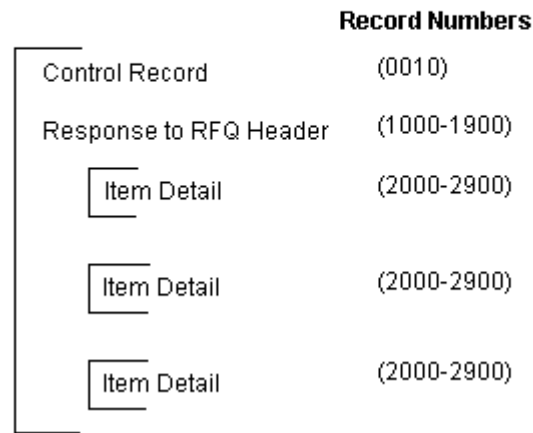 Record Numbers
Control Record (0010)
Response to RFQ Header (1000-1900)
Item Detail (2000-2900)
Item Detail (2000-2900)
Item Detail (2000-2900)